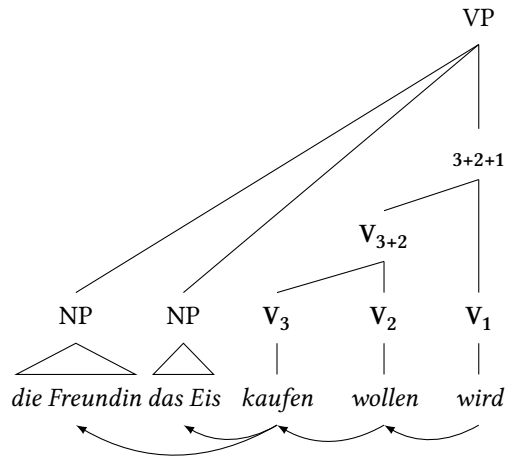 VP
3+2+1
V3+2
NP NP V3 V2 V1
die Freundin das Eis kaufen wollen wird